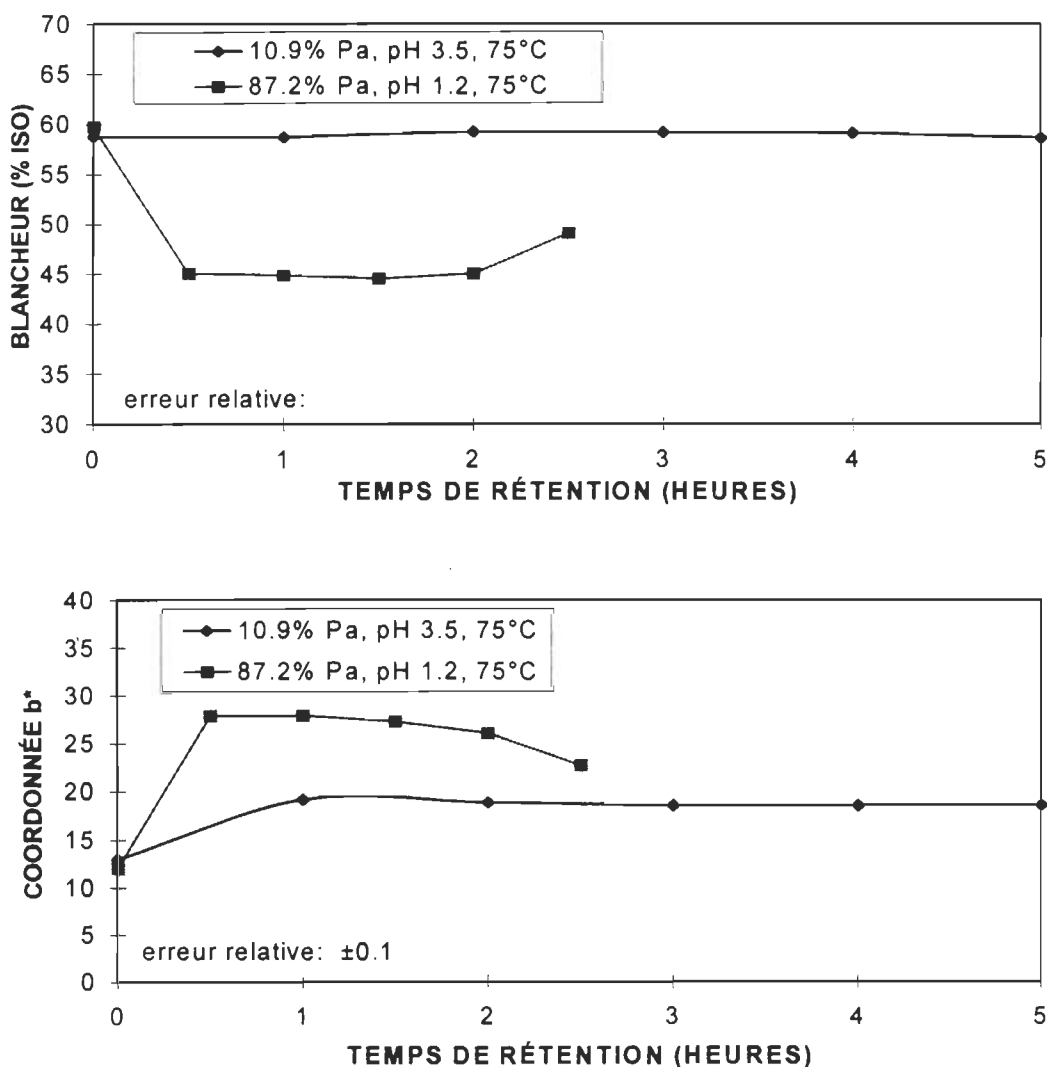 70
65
60
55
50
45
40
35
30
BLANCHEUR (% ISO)
10.9% Pa, pH 3.5, 75°C
87.2% Pa, pH 1.2, 75°C
erreur relative:
0 1 2 3 4 5
TEMPS DE RÉTENTION (HEURES)
40
35
30
25
20
15
10
5
0
COORDONNÉE b*
10.9% Pa, pH 3.5, 75°C
87.2% Pa, pH 1.2, 75°C
erreur relative: ±0.1
0 1 2 3 4 5
TEMPS DE RÉTENTION (HEURES)